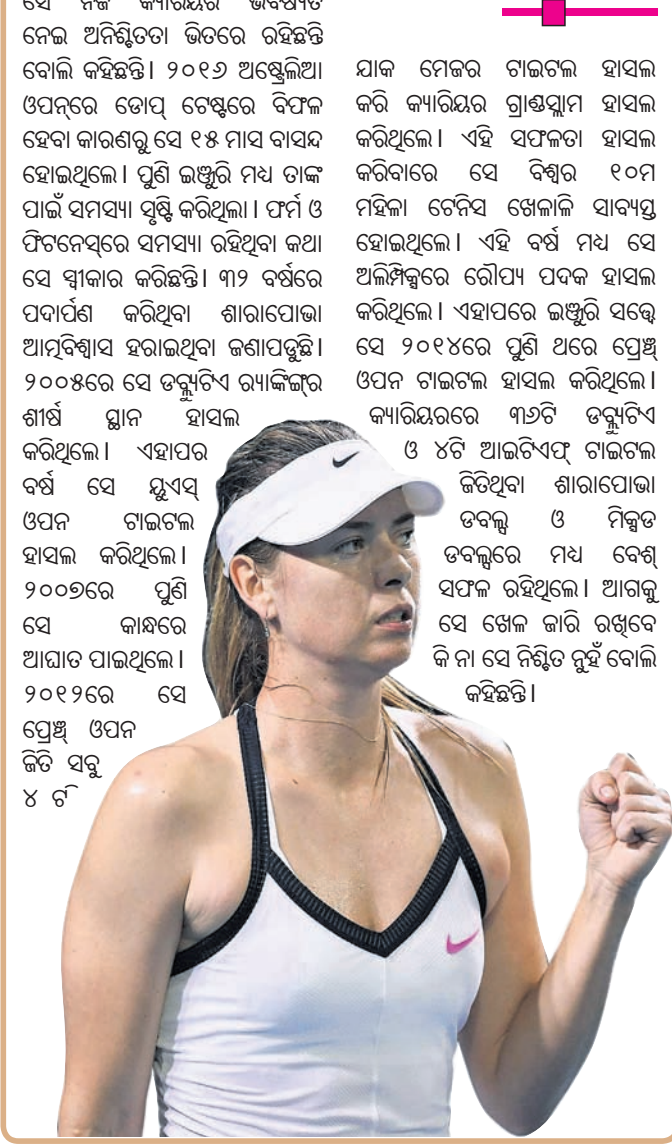 ସେ ନିଜ କ୍ୟାରିୟର ଭବିଷ୍ୟତ
ନେଇ ଅନିଶ୍ଚିତତା ଭିତରେ ରହିଛନ୍ତି
ବୋଲି କହିଛନ୍ତି। ୨୦୧୬ ଅଷ୍ଟ୍ରେଲିଆ
ଓପନ୍‌ରେ ଡୋପ୍ ଟେଷ୍ଟରେ ବିଫଳ
ହେବା କାରଣରୁ ସେ ୧୫ ମାସ ବାସନ୍ଦ
ହୋଇଥିଲେ। ପୁଣି ଇଞ୍ଜୁରି ମଧ୍ୟ ତାଙ୍କ
ପାଇଁ ସମସ୍ୟା ସୃଷ୍ଟି କରିଥିଲା। ଫର୍ମ ଓ
ଫିଟନେସ୍‌ରେ ସମସ୍ୟା ରହିଥିବା କଥା
ସେ ସ୍ୱୀକାର କରିଛନ୍ତି। ୩୨ ବର୍ଷରେ
ପଦାର୍ପଣ କରିଥିବା ଶାରାପୋଭା
ଆତ୍ମବିଶ୍ୱାସ ହରାଇଥିବା ଜଣାପଡୁଛି।
୨୦୦୫ରେ ସେ ଡବ୍ଲ୍ୟୁଟିଏ ର୍‍ୟାଙ୍କିଙ୍ଗ୍‌ର
ଶୀର୍ଷ ସ୍ଥାନ ହାସଲ
କରିଥିଲେ। ଏହାପର
ବର୍ଷ ସେ ୟୁଏସ୍
ଓପନ ଟାଇଟଲ
ହାସଲ କରିଥିଲେ।
୨୦୦୭ରେ ପୁଣି
ସେ କାନ୍ଧରେ
ଆଘାତ ପାଇଥିଲେ।
୨୦୧୨ରେ ସେ
ଫ୍ରେଞ୍ଚ୍ ଓପନ
ଜିତି ସବୁ
୪ ଟି
ଯାକ ମେଜର ଟାଇଟଲ ହାସଲ
କରି କ୍ୟାରିୟର ଗ୍ରାଣ୍ଡସ୍ଲାମ ହାସଲ
କରିଥିଲେ। ଏହି ସଫଳତା ହାସଲ
କରିବାରେ ସେ ବିଶ୍ୱର ୧୦ମ
ମହିଳା ଟେନିସ ଖେଳାଳି ସାବ୍ୟସ୍ତ
ହୋଇଥିଲେ। ଏହି ବର୍ଷ ମଧ୍ୟ ସେ
ଅଲିମ୍ପିକ୍ସରେ ରୌପ୍ୟ ପଦକ ହାସଲ
କରିଥିଲେ। ଏହାପରେ ଇଞ୍ଜୁରି ସତ୍ତ୍ୱେ
ସେ ୨୦୧୪ରେ ପୁଣି ଥରେ ଫ୍ରେଞ୍ଚ୍
ଓପନ ଟାଇଟଲ ହାସଲ କରିଥିଲେ।
କ୍ୟାରିୟରରେ ୩୬ଟି ଡବ୍ଲ୍ୟୁଟିଏ
ଓ ୪ଟି ଆଇଟିଏଫ୍ ଟାଇଟଲ
ଜିତିଥିବା ଶାରାପୋଭା
ଡବଲ୍ସ ଓ ମିକ୍ସଡ
ଡବଲ୍ସରେ ମଧ୍ୟ ବେଶ୍
ସଫଳ ରହିଥିଲେ। ଆଗକୁ
ସେ ଖେଳ ଜାରି ରଖିବେ
କି ନା ସେ ନିଶ୍ଚିତ ନୁହଁ ବୋଲି
କହିଛନ୍ତି।